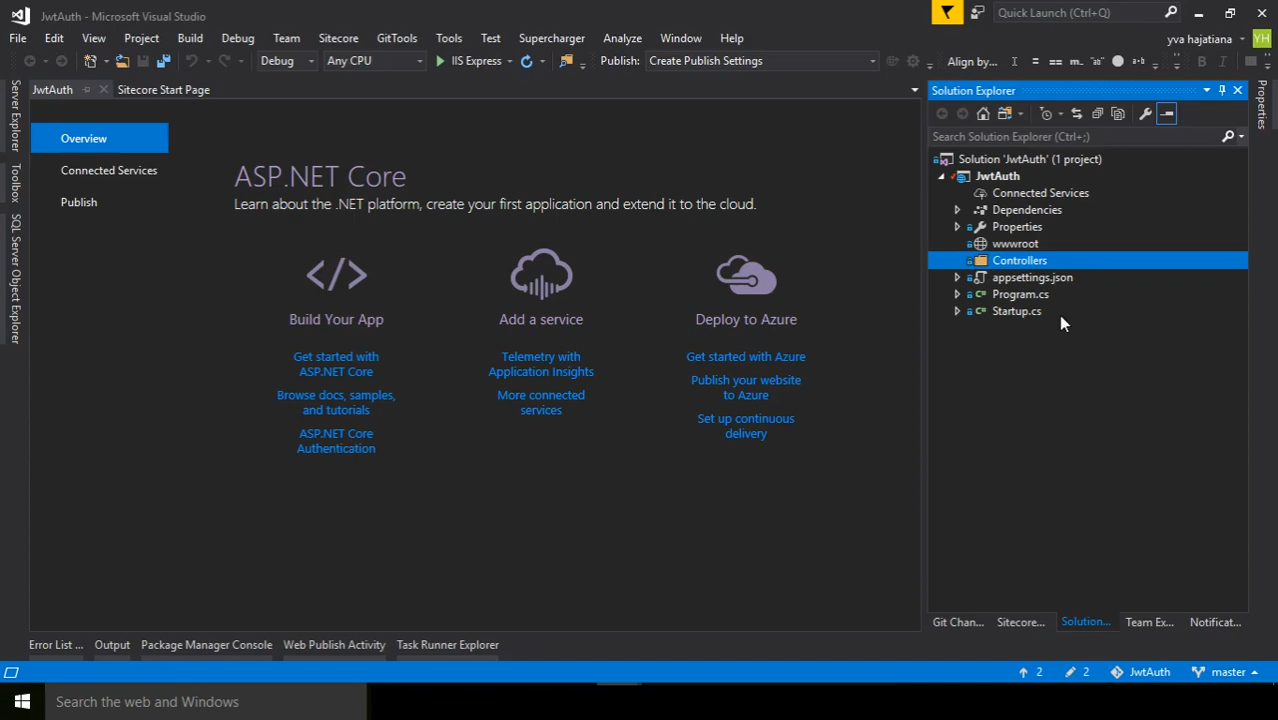 JwtAuth - Microsoft Visual Studio
Quick Launch (Ctrl+Q)
File Edit View Project Build Debug Team Sitecore GitTools Tools Test Supercharger Analyze Window Help
yva hajatiana YH
Debug Any CPU IIS Express Publish: Create Publish Settings Align by...
JwtAuth Sitecore Start Page
Server Explorer
Toolbox
SQL Server Object Explorer
Overview
Connected Services
Publish
ASP.NET Core
Learn about the .NET platform, create your first application and extend it to the cloud.
Build Your App
Get started with
ASP.NET Core
Browse docs, samples,
and tutorials
ASP.NET Core
Authentication
Add a service
Telemetry with
Application Insights
More connected
services
Deploy to Azure
Get started with Azure
Publish your website
to Azure
Set up continuous
delivery
Solution Explorer
Search Solution Explorer (Ctrl+;)
Solution 'JwtAuth' (1 project)
JwtAuth
Connected Services
Dependencies
Properties
wwwroot
Controllers
appsettings.json
Program.cs
Startup.cs
Git Chan... Sitecore... Solution... Team Ex... Notificat...
Properties
Error List ... Output Package Manager Console Web Publish Activity Task Runner Explorer
2 2 JwtAuth master
Search the web and Windows